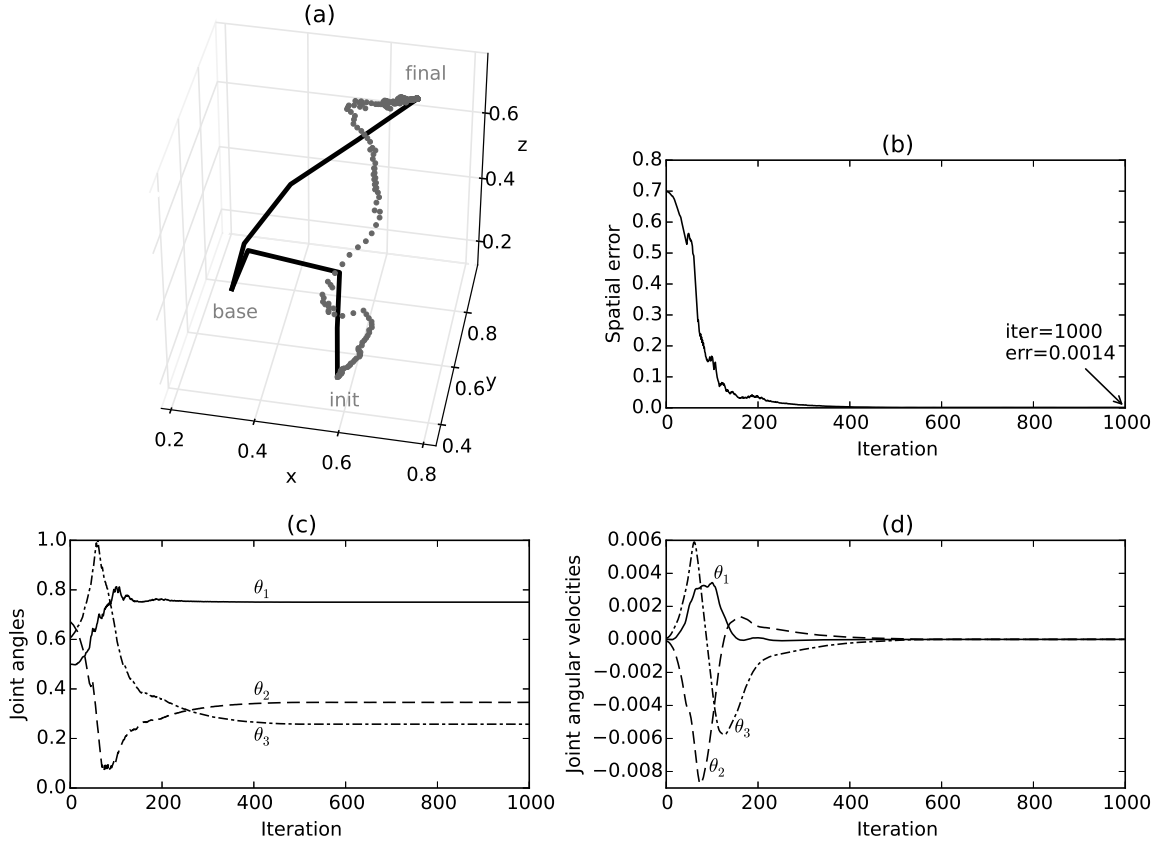 (a)
final
0.6
z
0.4
0.2
base
init
0.8
0.6
y
0.4
0.2
0.4
0.6
0.8
x
(b)
0.8
0.7
0.6
0.5
0.4
0.3
0.2
0.1
0.0
Spatial error
iter=1000
err=0.0014
0 200 400 600 800 1000
Iteration
(c)
1.0
0.8
0.6
0.4
0.2
0.0
Joint angles
θ1
θ2
θ3
0 200 400 600 800 1000
Iteration
(d)
0.006
0.004
0.002
0.000
−0.002
−0.004
−0.006
−0.008
Joint angular velocities
θ1
θ3
θ2
0 200 400 600 800 1000
Iteration